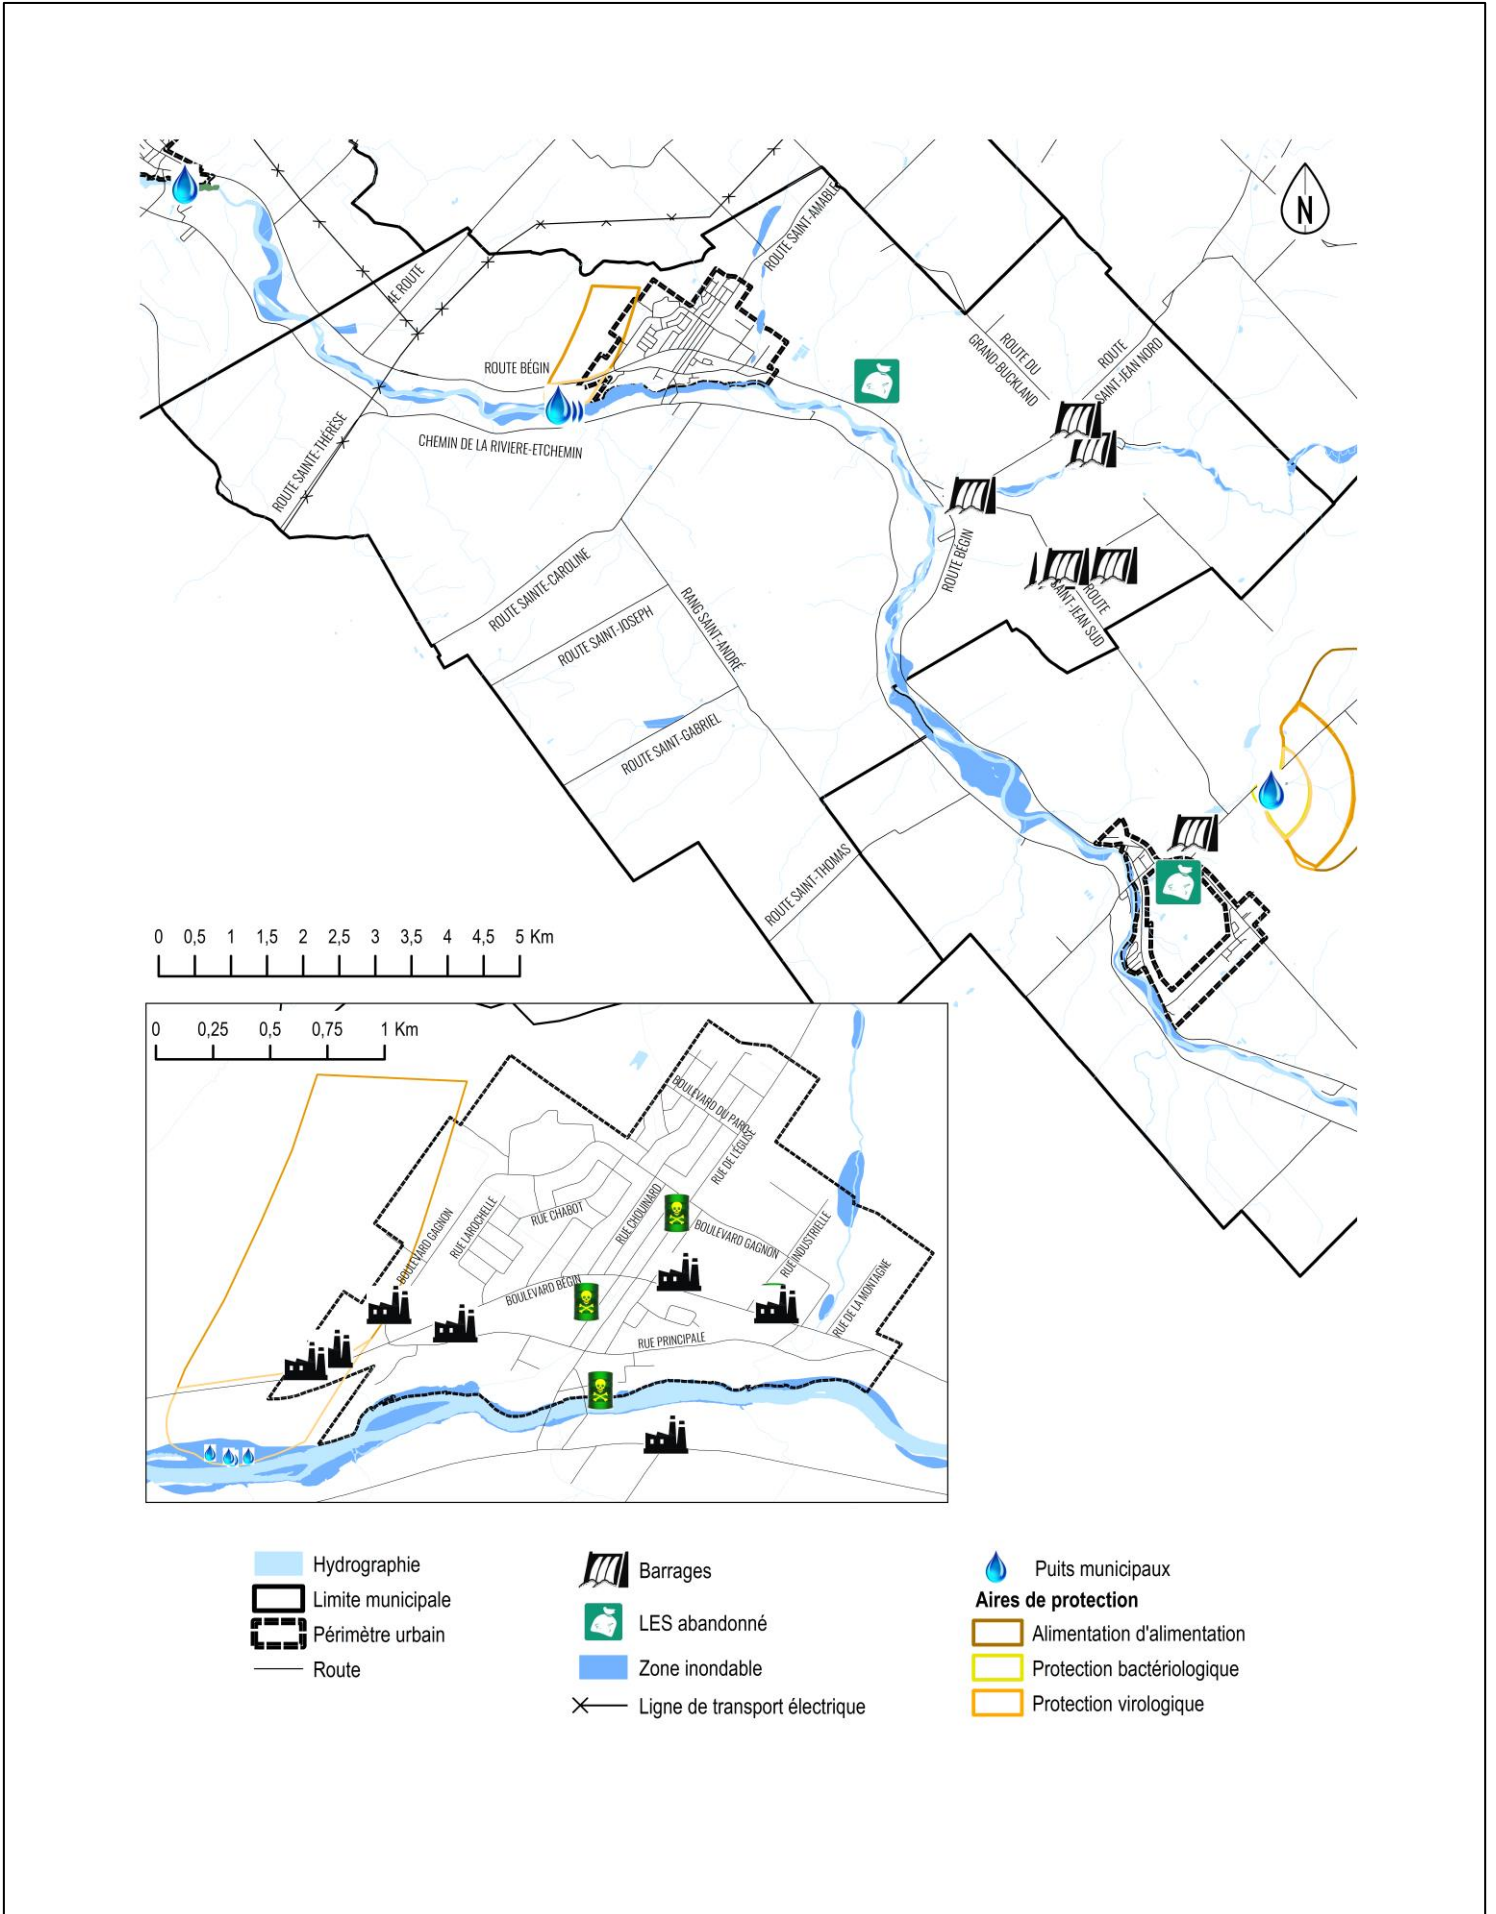 N
ROUTE SAINT-AMABLE
4E ROUTE
ROUTE BÉGIN
ROUTE DU
GRAND-BUCKLAND
ROUTE
SAINT-JEAN NORD
CHEMIN DE LA RIVIERE-ETCHEMIN
ROUTE SAINTE-THÉRÈSE
ROUTE BÉGIN
ROUTE SAINTE-CAROLINE
ROUTE SAINT-JOSEPH
RANG SAINT-ANDRÉ
ROUTE
SAINT-JEAN SUD
ROUTE SAINT-GABRIEL
ROUTE SAINT-THOMAS
0 0,5 1 1,5 2 2,5 3 3,5 4 4,5 5 Km
0 0,25 0,5 0,75 1 Km
BOULEVARD DU PARC
RUE DE L'ÉGLISE
RUE CHOUINARD
RUE CHABOT
RUE LAROCHELLE
BOULEVARD GAGNON
BOULEVARD GAGNON
RUE INDUSTRIELLE
RUE DE LA MONTAGNE
BOULEVARD BÉGIN
RUE PRINCIPALE
Hydrographie
Limite municipale
Périmètre urbain
Route
Barrages
LES abandonné
Zone inondable
Ligne de transport électrique
Puits municipaux
Aires de protection
Alimentation d'alimentation
Protection bactériologique
Protection virologique